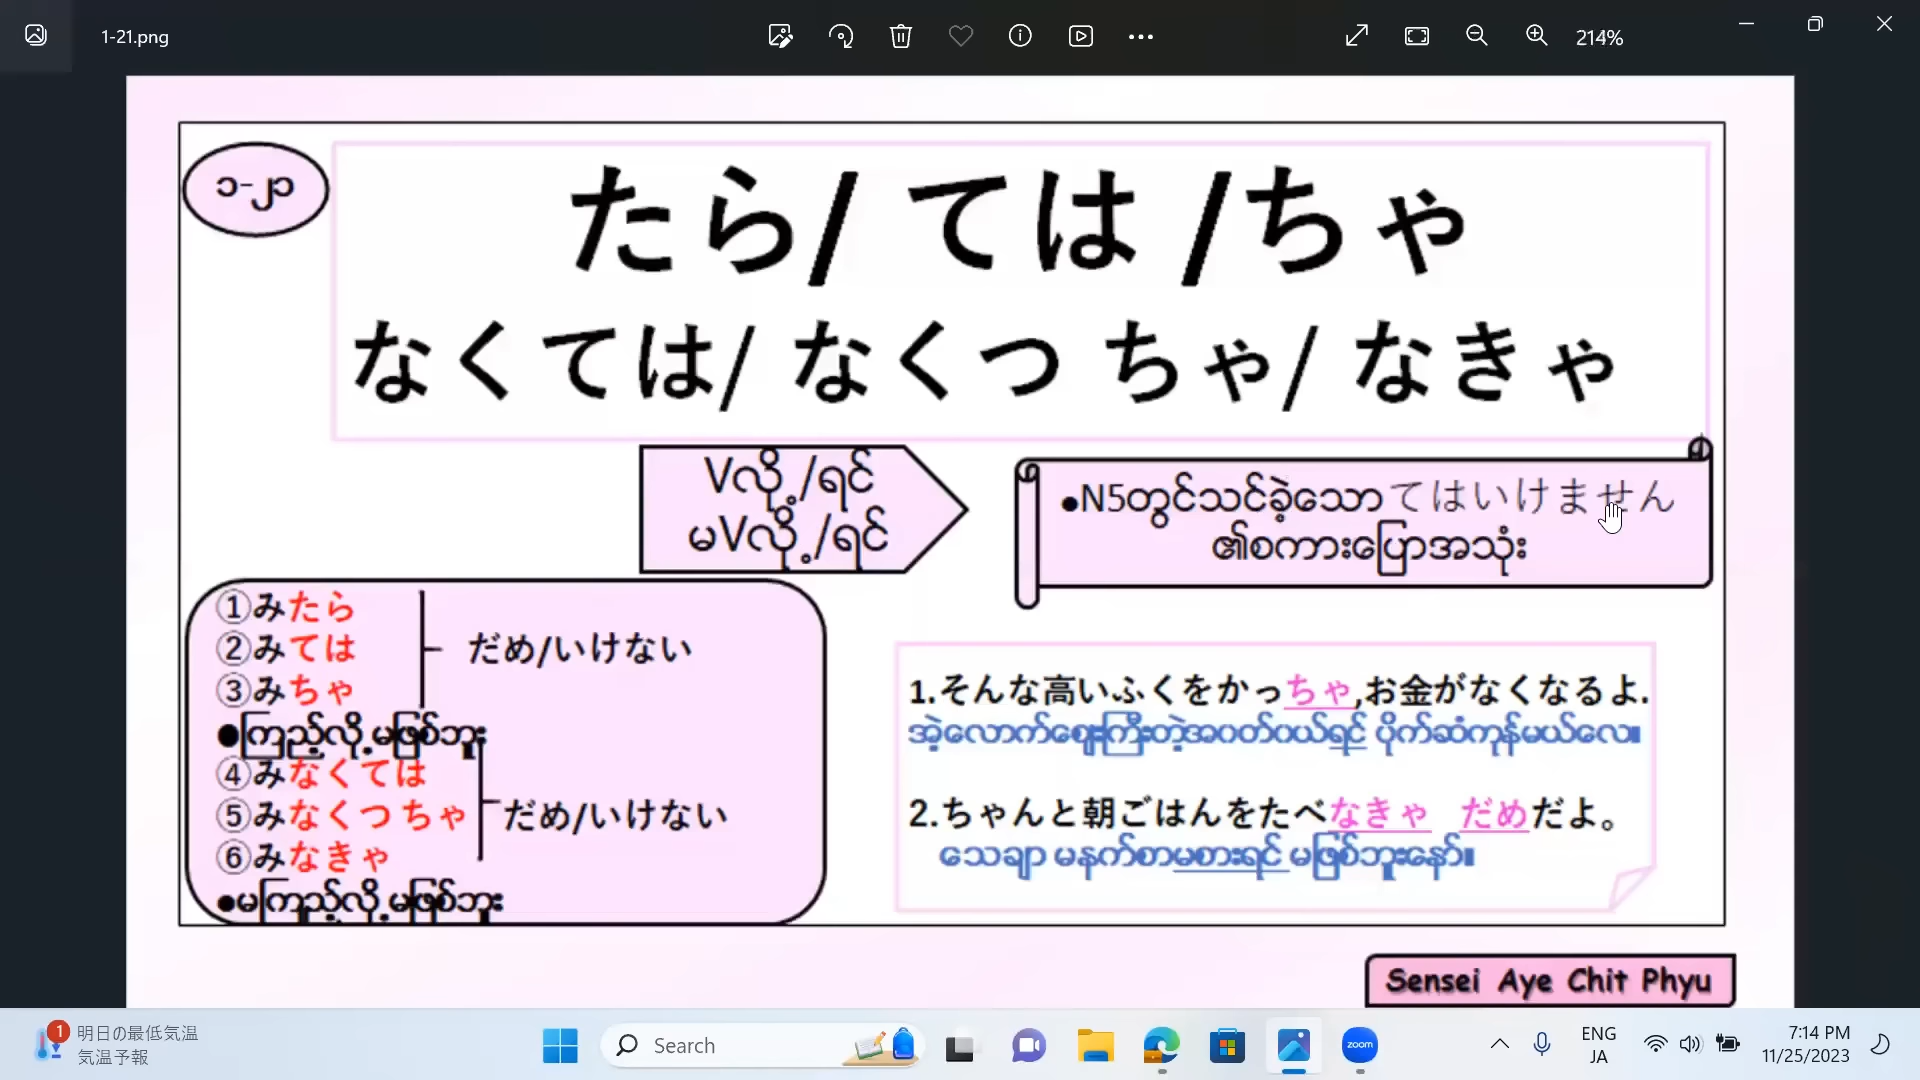 1-21.png
214%
၁-၂၁
たら/ ては /ちゃ
なくては/ なくつ ちゃ/ なきゃ
Vလို့/ရင်
မVလို့/ရင်
●N5တွင်သင်ခဲ့သောてはいけません
၏စကားပြောအသုံး
①みたら
②みては
③みちゃ
だめ/いけない
●ကြည့်လို့မဖြစ်ဘူး
④みなくては
⑤みなくつ ちゃ
⑥みなきゃ
だめ/いけない
●မကြည့်လို့မဖြစ်ဘူး
1.そんな高いふくをかっちゃ,お金がなくなるよ.
အဲ့လောက်ဈေးကြီးတဲ့အဝတ်ဝယ်ရင် ပိုက်ဆံကုန်မယ်လေ။
2.ちゃんと朝ごはんをたべなきゃ だめだよ。
သေချာ မနက်စာမစားရင် မဖြစ်ဘူးနော်။
Sensei Aye Chit Phyu
1
明日の最低気温
気温予報
Search
zoom
ENG
JA
7:14 PM
11/25/2023